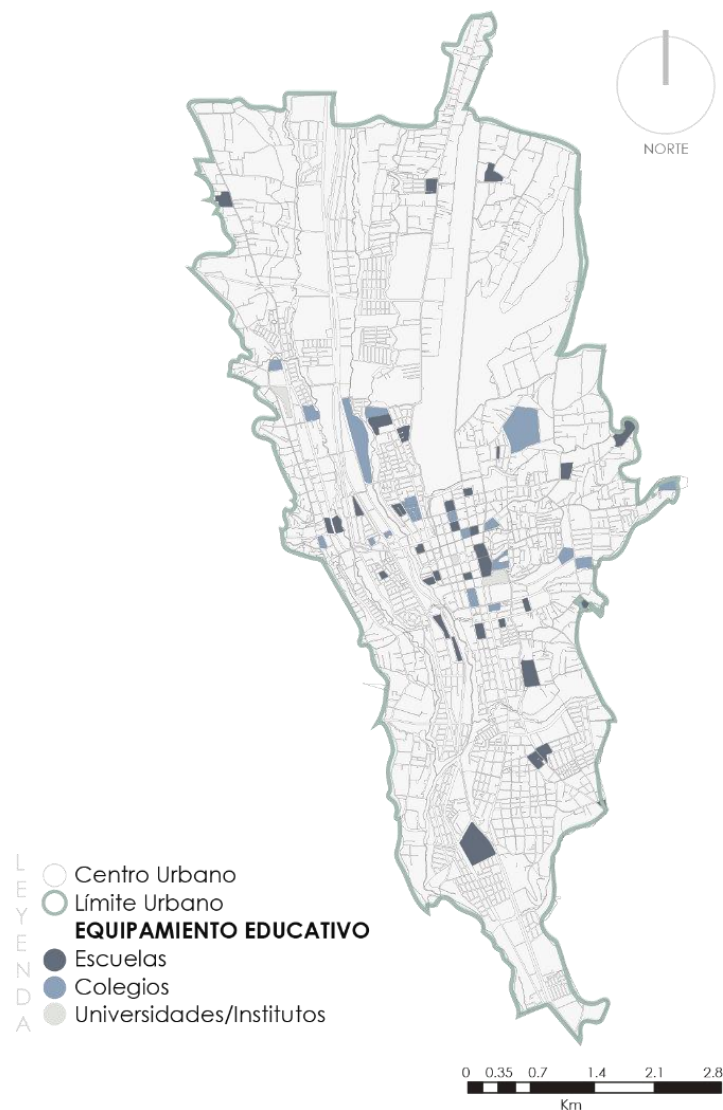 NORTE
LEYENDA
Centro Urbano
Límite Urbano
EQUIPAMIENTO EDUCATIVO
Escuelas
Colegios
Universidades/Institutos
0 0.35 0.7 1.4 2.1 2.8
Km